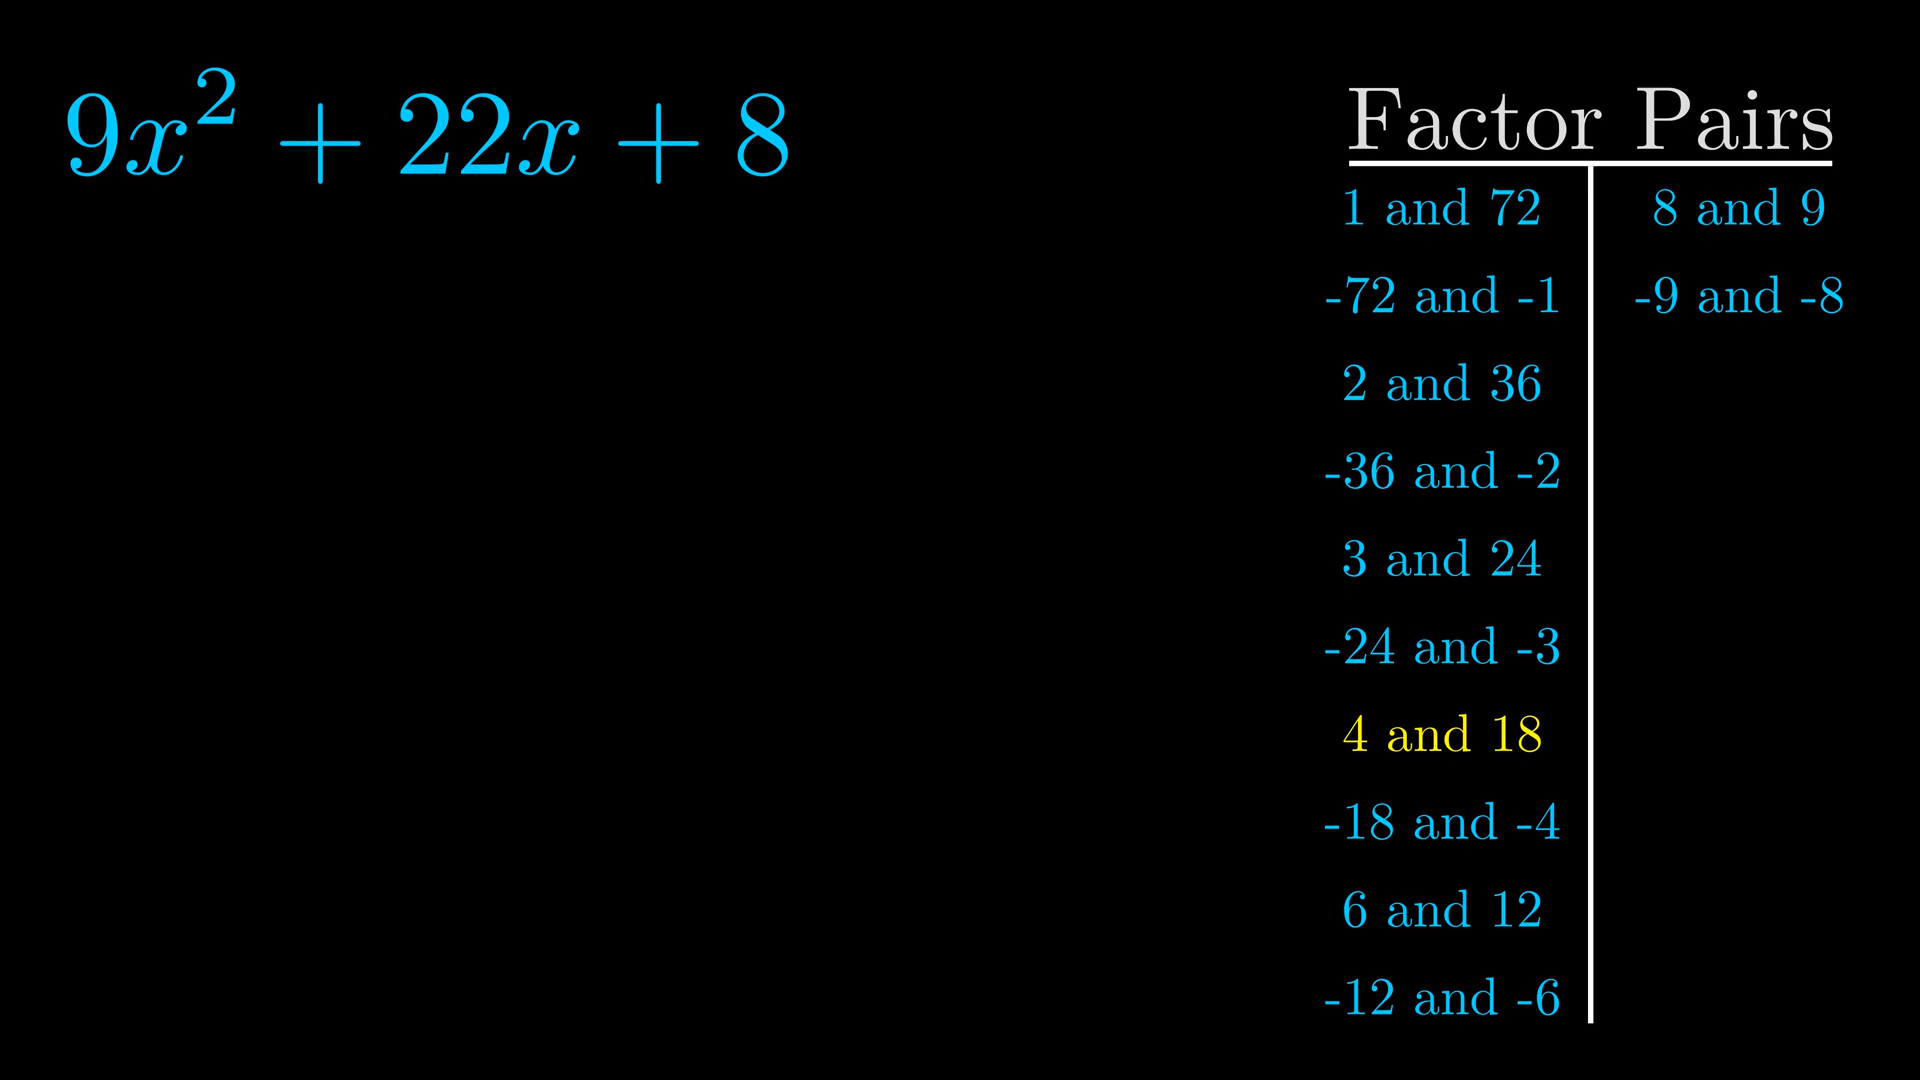 9x² + 22x + 8
Factor Pairs
1 and 72
-72 and -1
2 and 36
-36 and -2
3 and 24
-24 and -3
4 and 18
-18 and -4
6 and 12
-12 and -6
8 and 9
-9 and -8